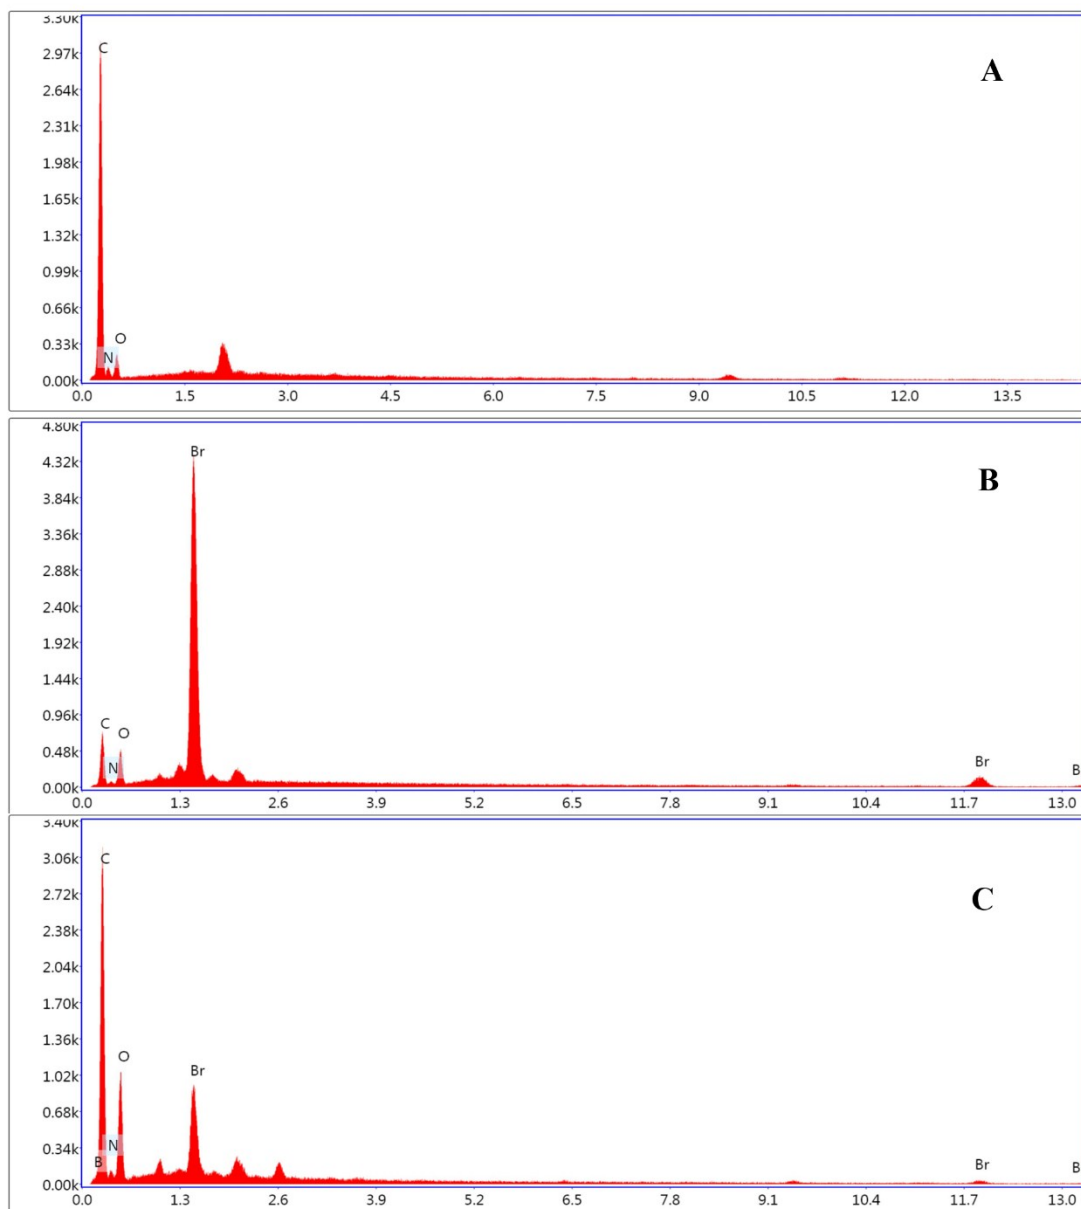 3.30k
2.97k
2.64k
2.31k
1.98k
1.65k
1.32k
0.99k
0.66k
0.33k
0.00k
C
N
O
A
0.0 1.5 3.0 4.5 6.0 7.5 9.0 10.5 12.0 13.5
4.80k
4.32k
3.84k
3.36k
2.88k
2.40k
1.92k
1.44k
0.96k
0.48k
0.00k
Br
C
O
N
B
Br
B
0.0 1.3 2.6 3.9 5.2 6.5 7.8 9.1 10.4 11.7 13.0
3.40k
3.06k
2.72k
2.38k
2.04k
1.70k
1.36k
1.02k
0.68k
0.34k
0.00k
C
O
Br
N
B
C
Br
B
0.0 1.3 2.6 3.9 5.2 6.5 7.8 9.1 10.4 11.7 13.0